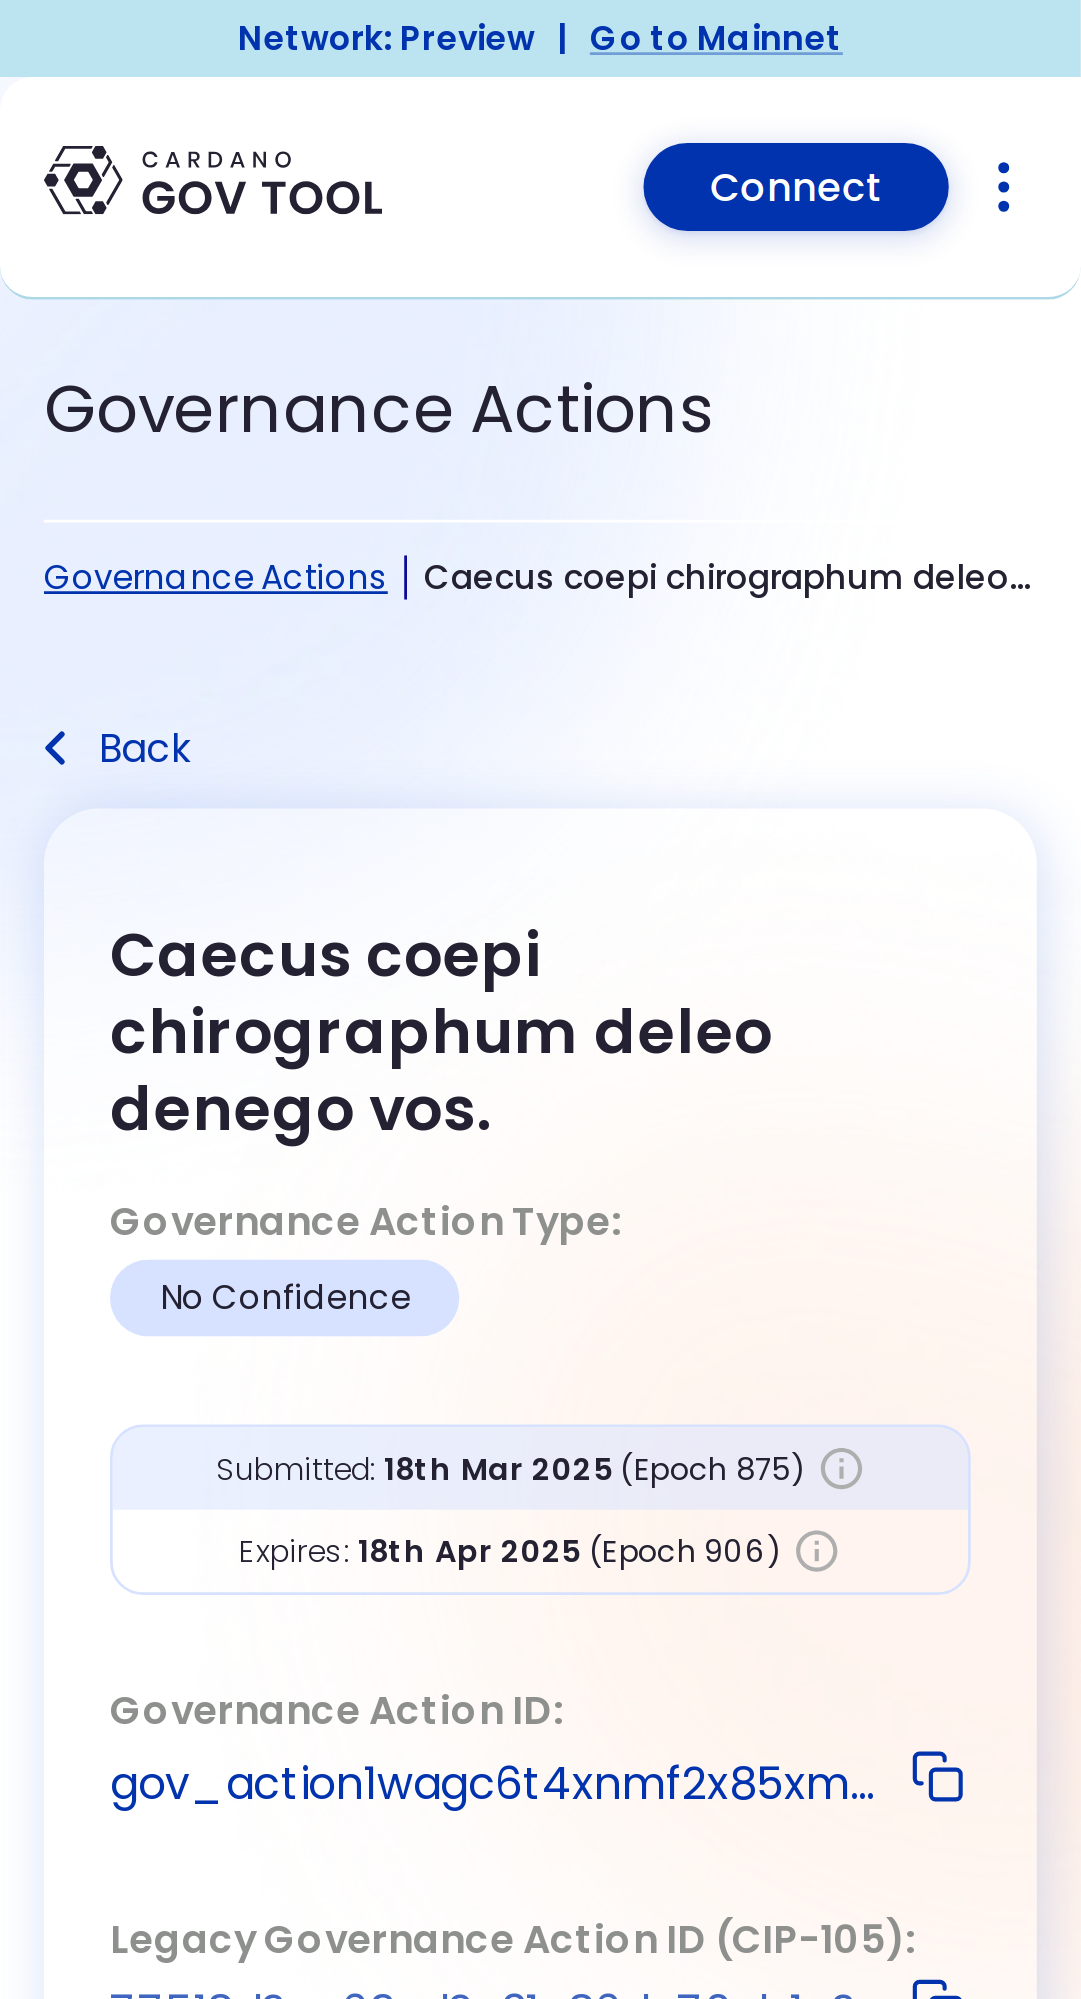 Network: Preview | Go to Mainnet
CARDANO
GOV TOOL
Connect
Governance Actions
Governance Actions | Caecus coepi chirographum deleo...
Back
Caecus coepi
chirographum deleo
denego vos.
Governance Action Type:
No Confidence
Submitted: 18th Mar 2025 (Epoch 875)
Expires: 18th Apr 2025 (Epoch 906)
Governance Action ID:
gov_action1wagc6t4xnmf2x85xm...
Legacy Governance Action ID (CIP-105):